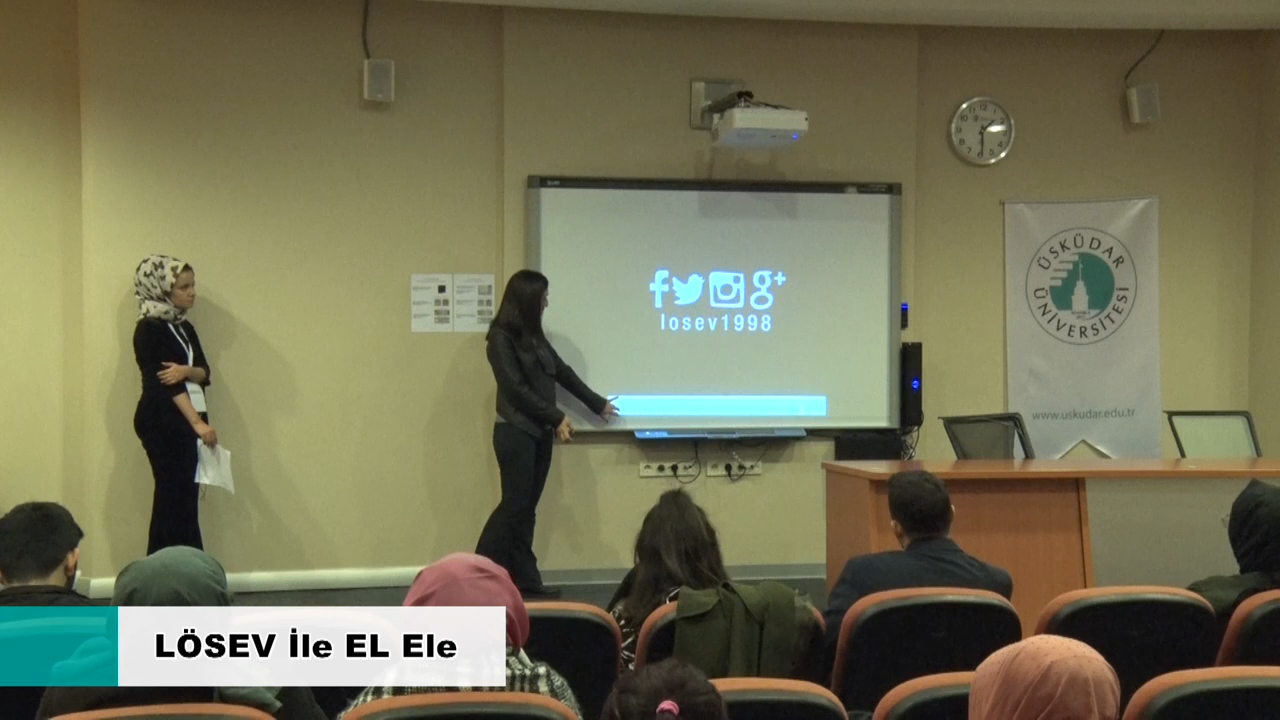 losev1998
ÜSKÜDAR
ÜNİVERSİTESİ
www.uskudar.edu.tr
LÖSEV İle EL Ele